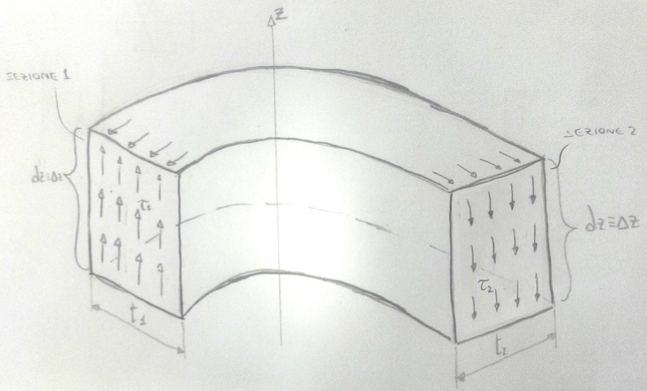 z
SEZIONE 1
SEZIONE 2
dz≡Δz
τ₁
dz≡Δz
τ₂
t₁
t₂